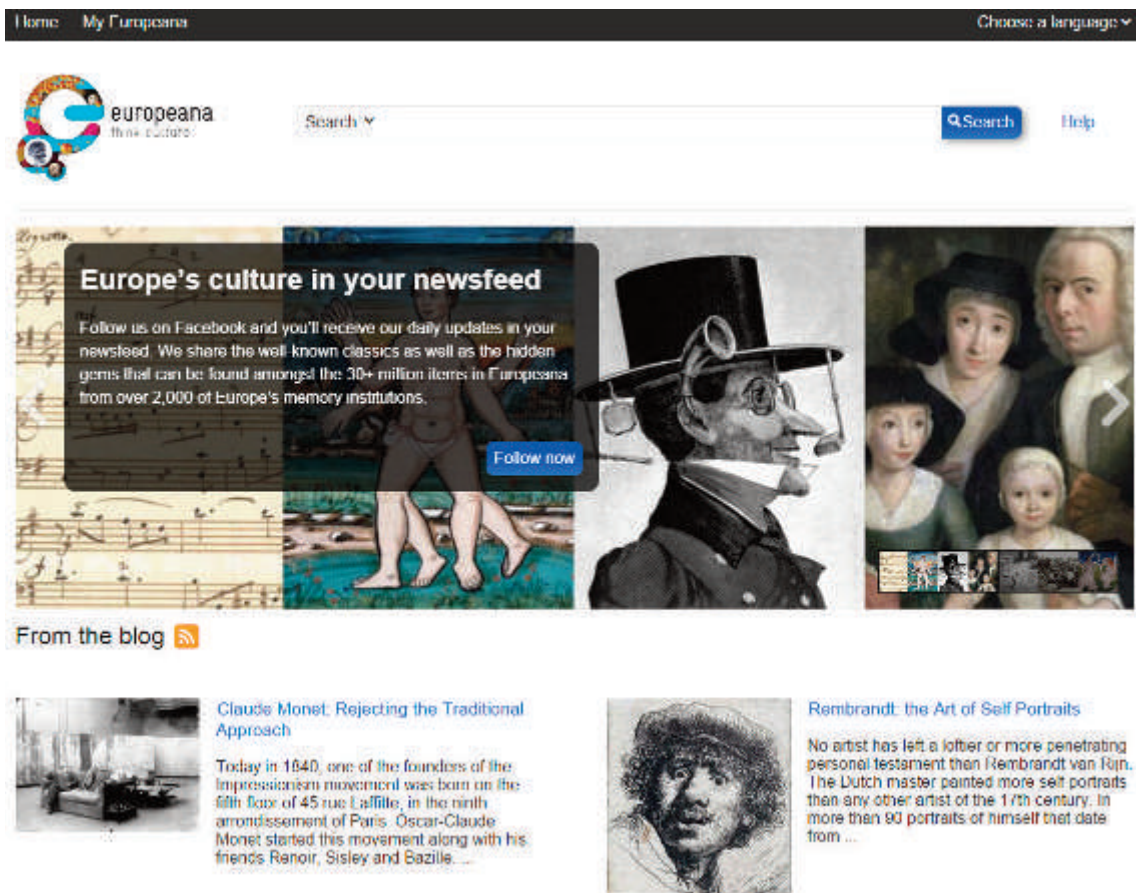 Home My Europeana Choose a language
europeana
think culture
Search Search Help
Europe's culture in your newsfeed
Follow us on Facebook and you'll receive our daily updates in your
newsfeed. We share the well-known classics as well as the hidden
gems that can be found amongst the 30+ million items in Europeana
from over 2,000 of Europe's memory institutions.
Follow now
From the blog
Claude Monet: Rejecting the Traditional
Approach
Today in 1840, one of the founders of the
Impressionism movement was born on the
fifth floor of 45 rue Laffitte, in the ninth
arrondissement of Paris. Oscar-Claude
Monet started this movement along with his
friends Renoir, Sisley and Bazille. ...
Rembrandt: the Art of Self Portraits
No artist has left a loftier or more penetrating
personal testament than Rembrandt van Rijn.
The Dutch master painted more self portraits
than any other artist of the 17th century. In
more than 90 portraits of himself that date
from ...